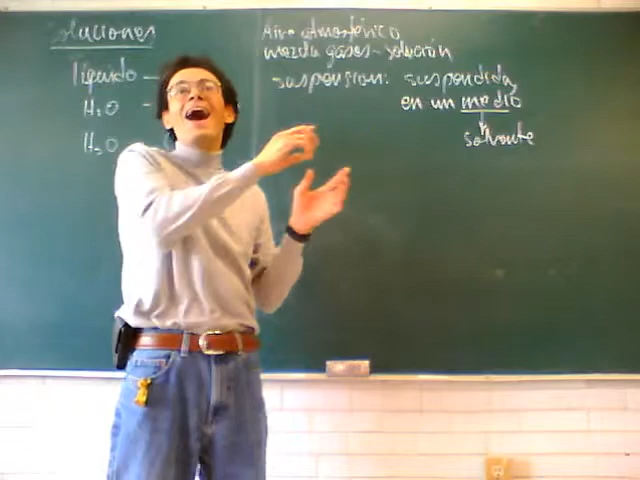 soluciones
líquido -
H2O -
H2O
Aire atmosférico
mezcla gases - solución
suspensión: suspendida,
en un medio
solvente